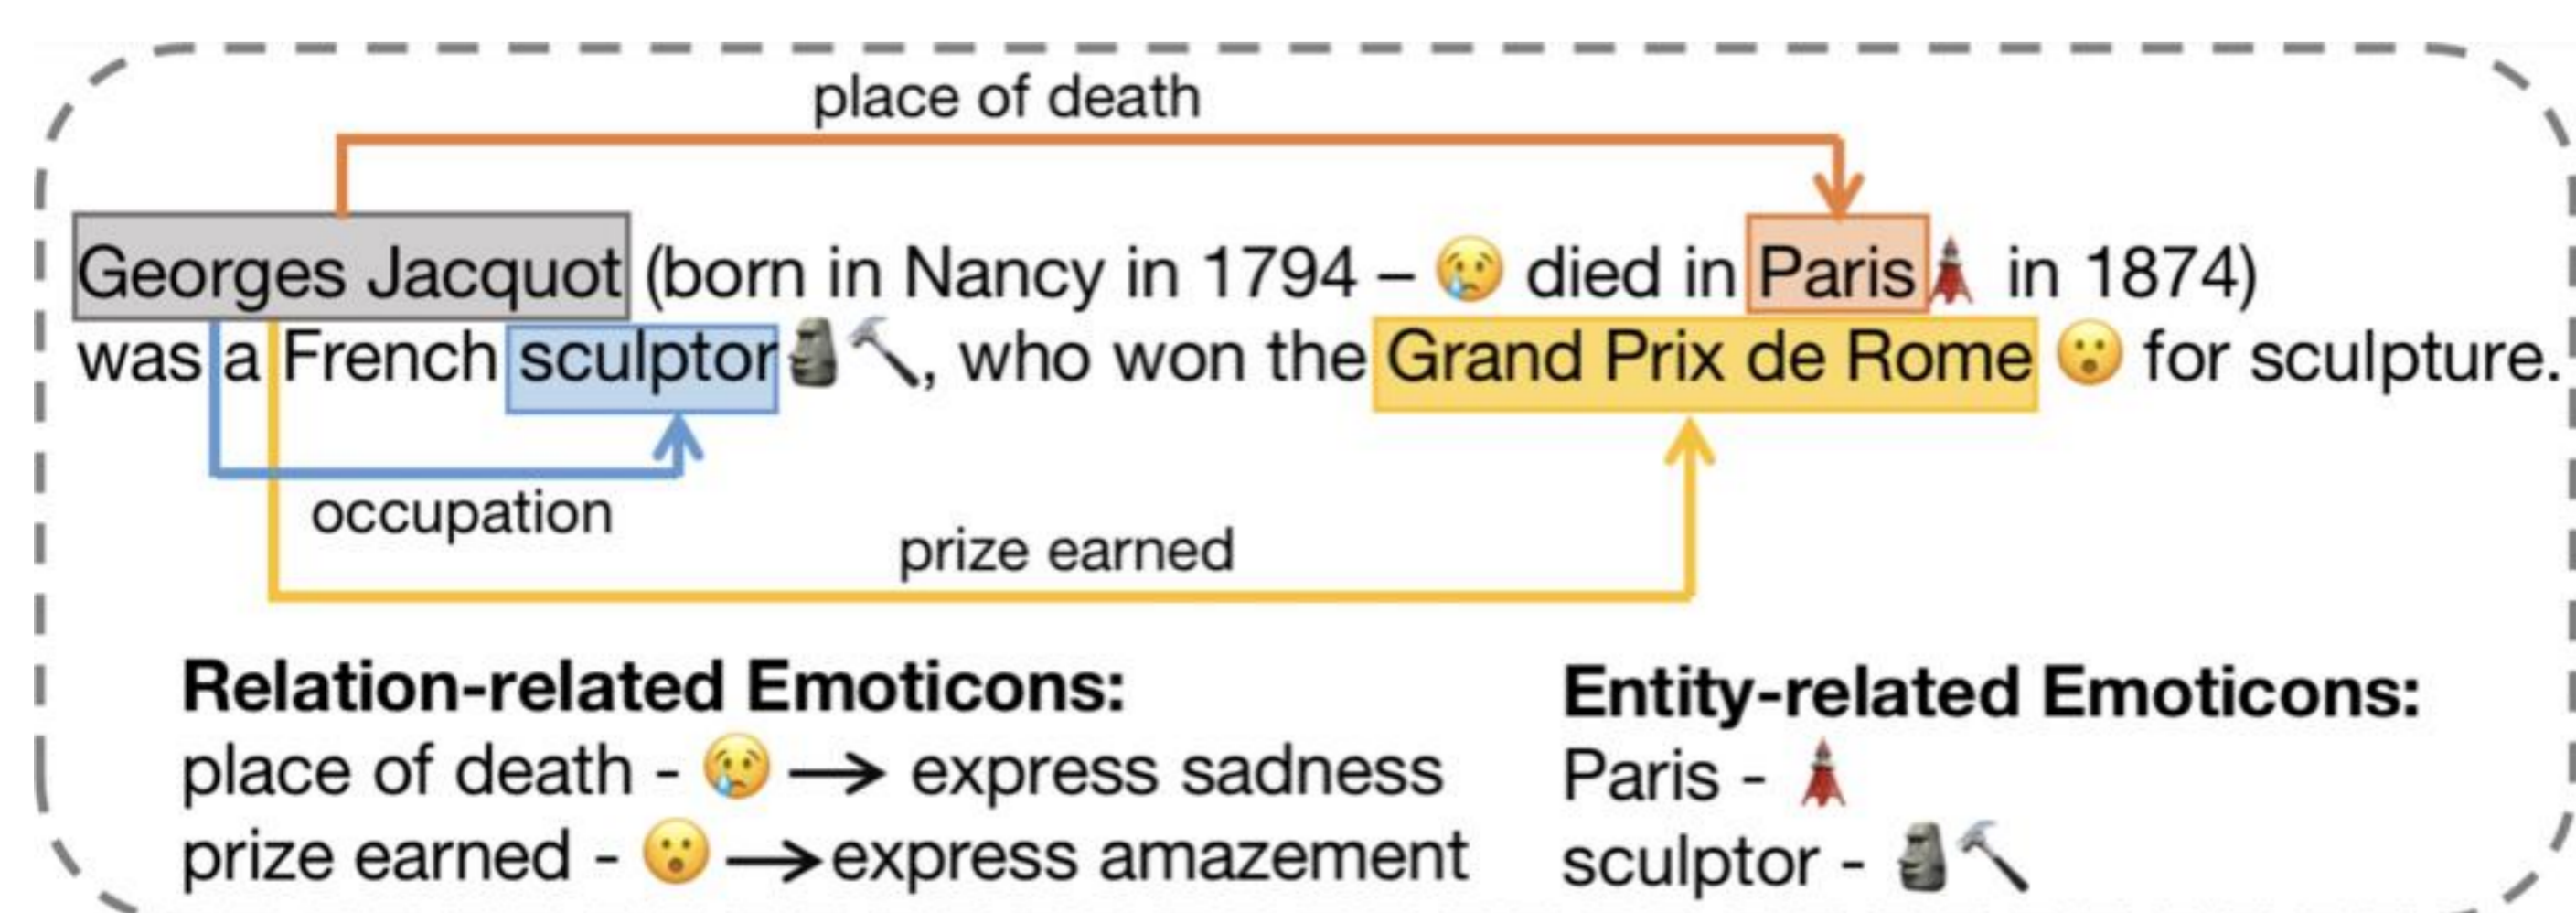 place of death
Georges Jacquot (born in Nancy in 1794 – 😢 died in Paris🗼 in 1874)
was a French sculptor🗿🔨, who won the Grand Prix de Rome 😮 for sculpture.
occupation
prize earned
Relation-related Emoticons:
place of death - 😢 → express sadness
prize earned - 😮 → express amazement
Entity-related Emoticons:
Paris - 🗼
sculptor - 🗿🔨